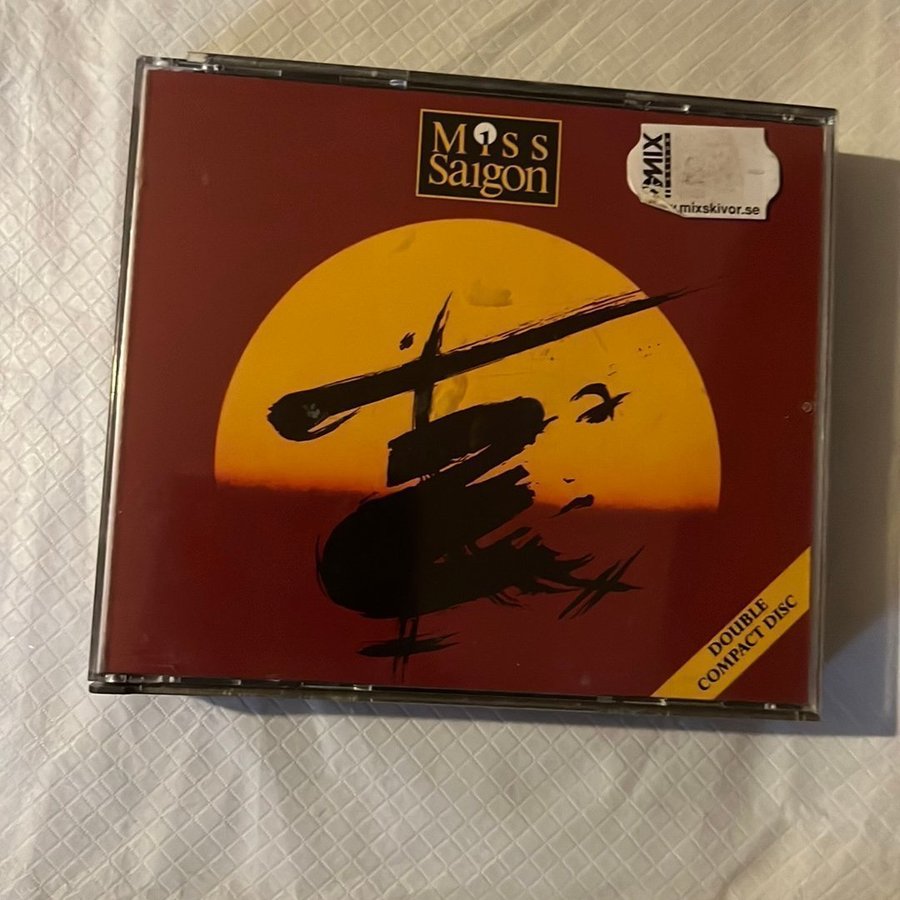 Miss
Saigon
MIX
.mixskivor.se
DOUBLE
COMPACT DISC